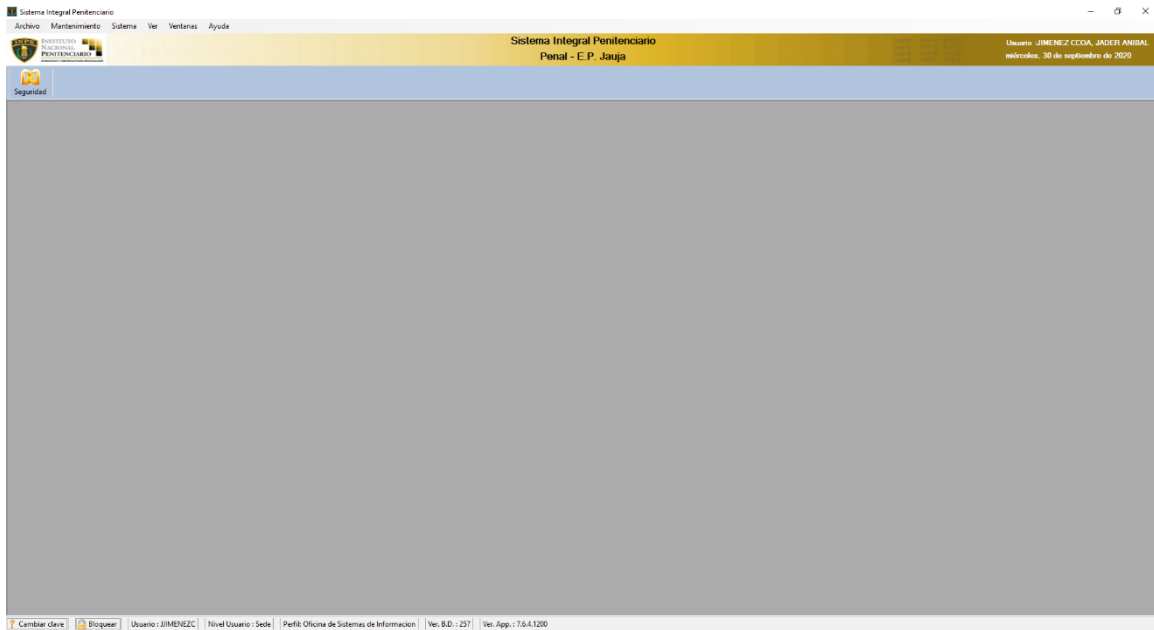 Sistema Integral Penitenciario
Archivo Mantenimiento Sistema Ver Ventanas Ayuda
INSTITUTO
NACIONAL
PENITENCIARIO
Sistema Integral Penitenciario
Penal - E.P. Jauja
Usuario :JIMENEZ CCOA, JADER ANIBAL
miércoles, 30 de septiembre de 2020
Seguridad
Cambiar clave Bloquear Usuario : JJIMENEZC Nivel Usuario : Sede Perfil: Oficina de Sistemas de Informacion Ver. B.D. : 257 Ver. App. : 7.6.4.1200